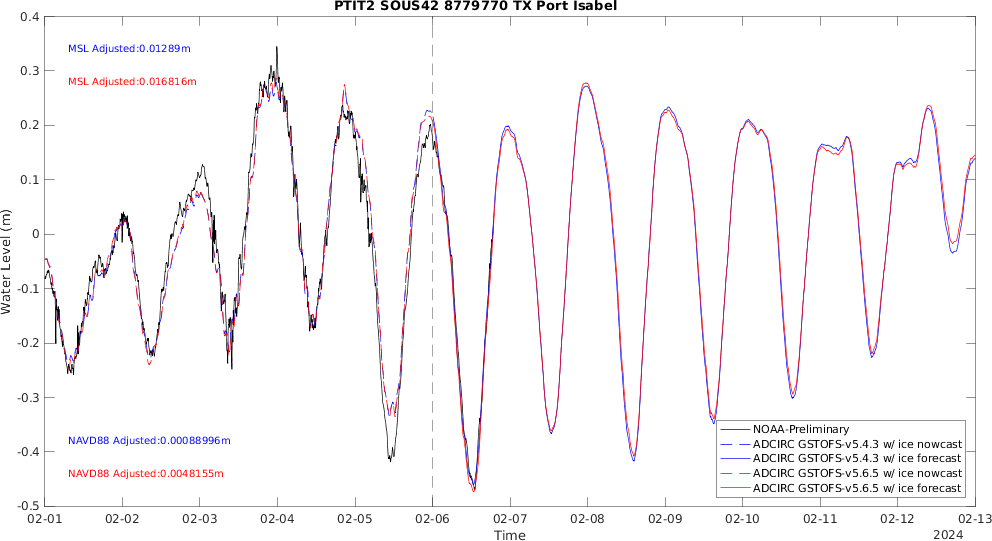 PTIT2 SOUS42 8779770 TX Port Isabel
0.4
0.3
0.2
0.1
0
-0.1
-0.2
-0.3
-0.4
-0.5
Water Level (m)
MSL Adjusted:0.01289m
MSL Adjusted:0.016816m
NAVD88 Adjusted:0.00088996m
NAVD88 Adjusted:0.0048155m
NOAA-Preliminary
ADCIRC GSTOFS-v5.4.3 w/ ice nowcast
ADCIRC GSTOFS-v5.4.3 w/ ice forecast
ADCIRC GSTOFS-v5.6.5 w/ ice nowcast
ADCIRC GSTOFS-v5.6.5 w/ ice forecast
02-01 02-02 02-03 02-04 02-05 02-06 02-07 02-08 02-09 02-10 02-11 02-12 02-13
Time
2024